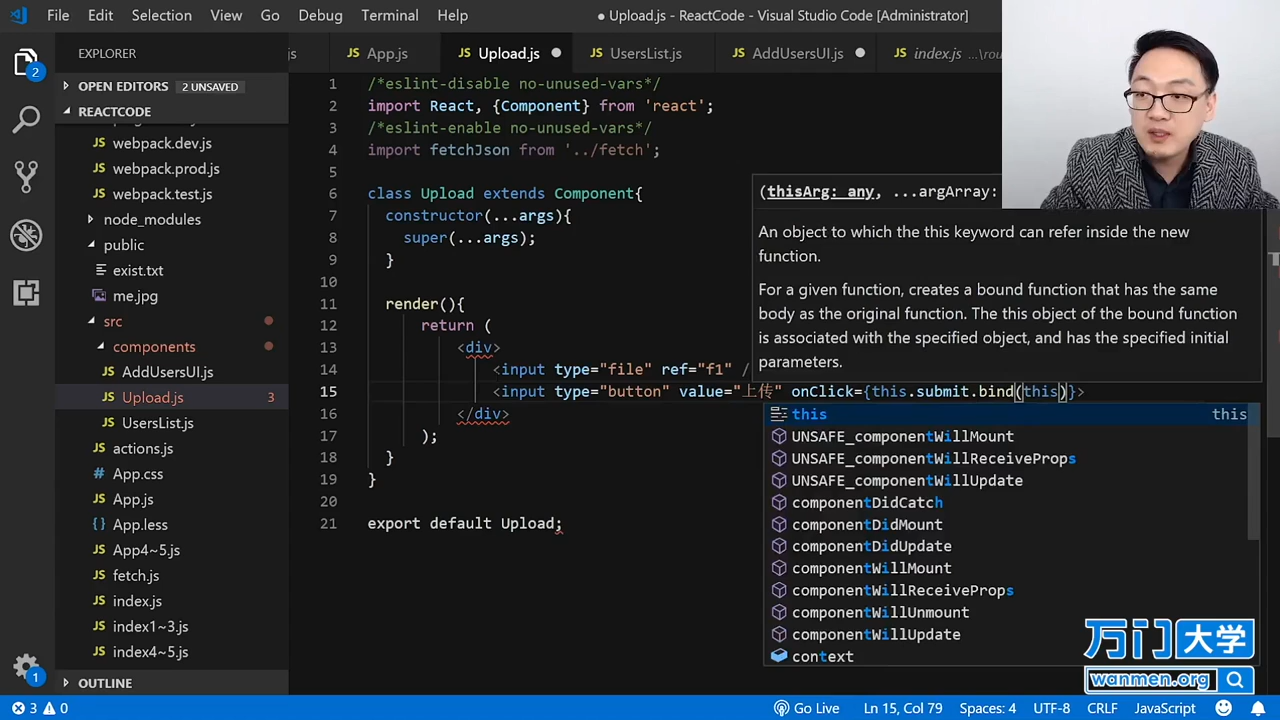 File Edit Selection View Go Debug Terminal Help
● Upload.js - ReactCode - Visual Studio Code [Administrator]
EXPLORER
2
OPEN EDITORS 2 UNSAVED
REACTCODE
webpack.dev.js
webpack.prod.js
webpack.test.js
node_modules
public
exist.txt
me.jpg
src
components
AddUsersUI.js
Upload.js 3
UsersList.js
actions.js
App.css
App.js
App.less
App4~5.js
fetch.js
index.js
index1~3.js
index4~5.js
OUTLINE
1
js App.js Upload.js ● UsersList.js AddUsersUI.js ● index.js ...\rou
1 /*eslint-disable no-unused-vars*/
2 import React, {Component} from 'react';
3 /*eslint-enable no-unused-vars*/
4 import fetchJson from '../fetch';
5
6 class Upload extends Component{
7 constructor(...args){
8 super(...args);
9 }
10
11 render(){
12 return (
13 <div>
14 <input type="file" ref="f1" /
15 <input type="button" value="上传" onClick={this.submit.bind(this)}>
16 </div>
17 );
18 }
19 }
20
21 export default Upload;
(thisArg: any, ...argArray:
An object to which the this keyword can refer inside the new
function.
For a given function, creates a bound function that has the same
body as the original function. The this object of the bound function
is associated with the specified object, and has the specified initial
parameters.
this this
UNSAFE_componentWillMount
UNSAFE_componentWillReceiveProps
UNSAFE_componentWillUpdate
componentDidCatch
componentDidMount
componentDidUpdate
componentWillMount
componentWillReceiveProps
componentWillUnmount
componentWillUpdate
context
万门大学
wanmen.org
3 0 Go Live Ln 15, Col 79 Spaces: 4 UTF-8 CRLF JavaScript